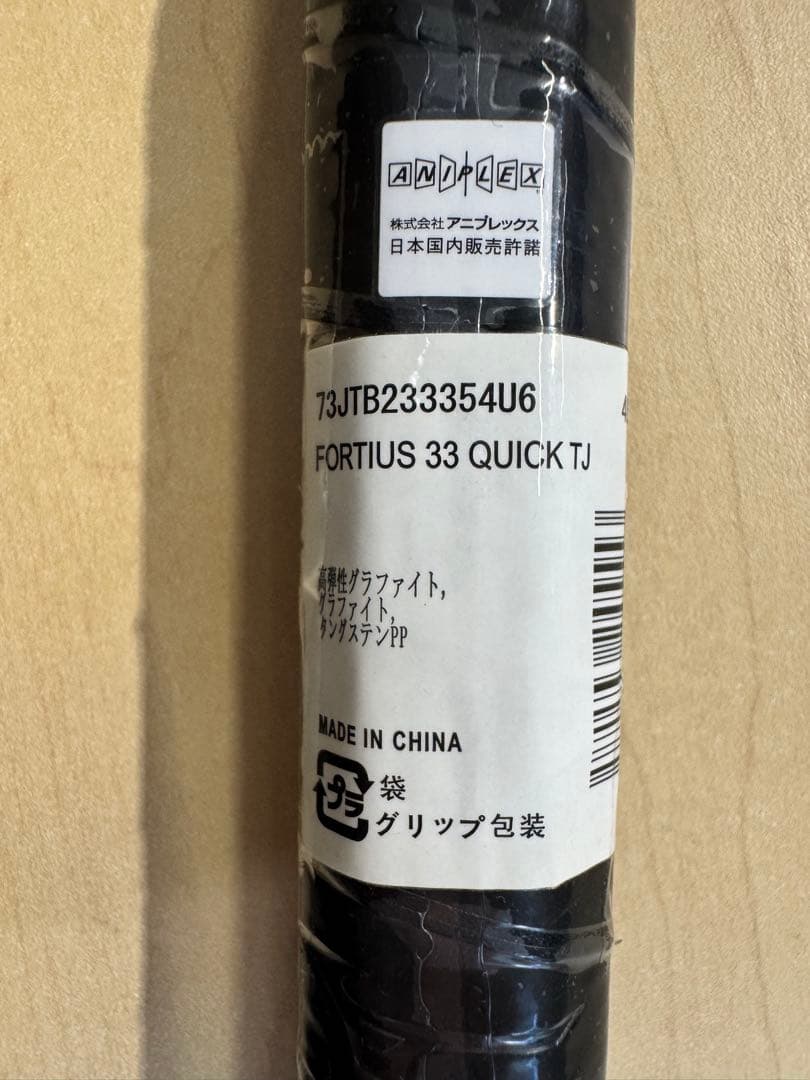 ANIPLEX
株式会社 アニプレックス
日本国内販売許諾
73JTB233354U6
FORTIUS 33 QUICK TJ
高弾性グラファイト,
グラファイト,
タングステンPP
MADE IN CHINA
プラ
袋
グリップ包装